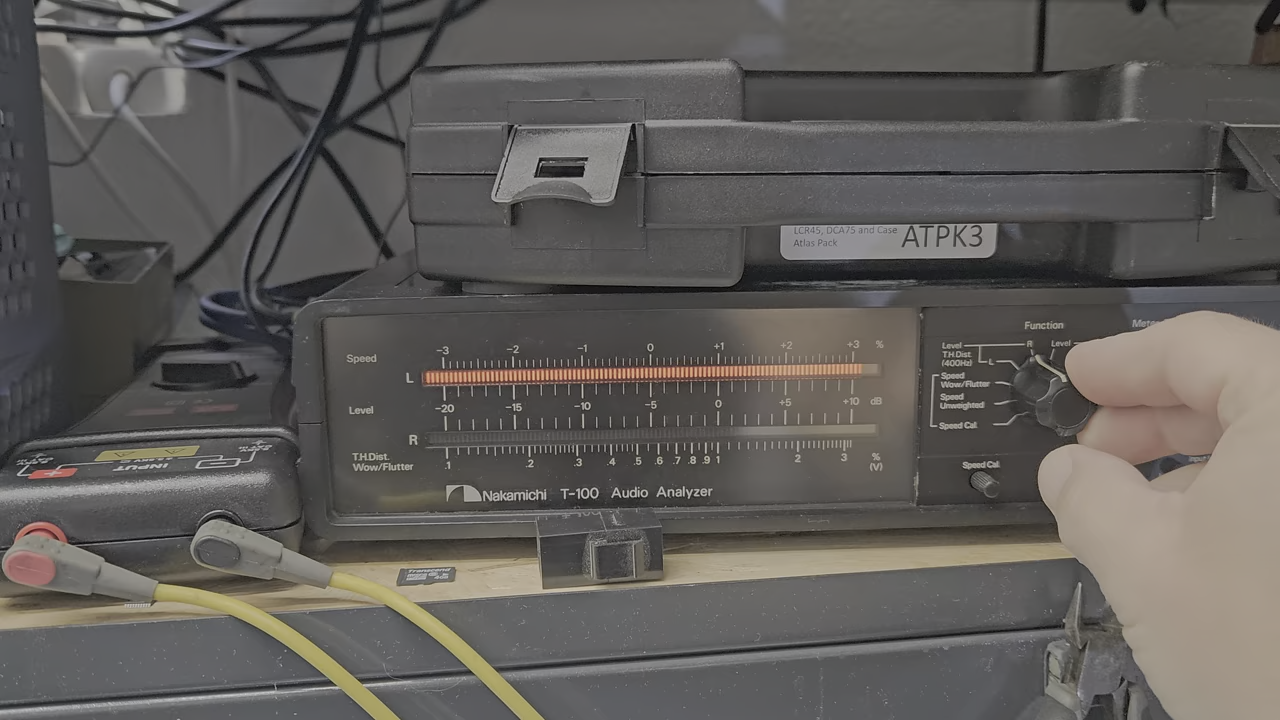 LCR45, DCA75 and Case
Atlas Pack
ATPK3
Speed
−3 −2 −1 0 +1 +2 +3 %
L
Level
−20 −15 −10 −5 0 +5 +10 dB
R
T.H.Dist.
Wow/Flutter
.1 .2 .3 .4 .5 .6 .7 .8 .9 1 2 3 %
(V)
Nakamichi T-100 Audio Analyzer
Function
Level R Level
T.H.Dist.
(400Hz) L
Speed
Wow/Flutter
Speed
Unweighted
Speed Cal.
Speed Cal.
INPUT
Transcend